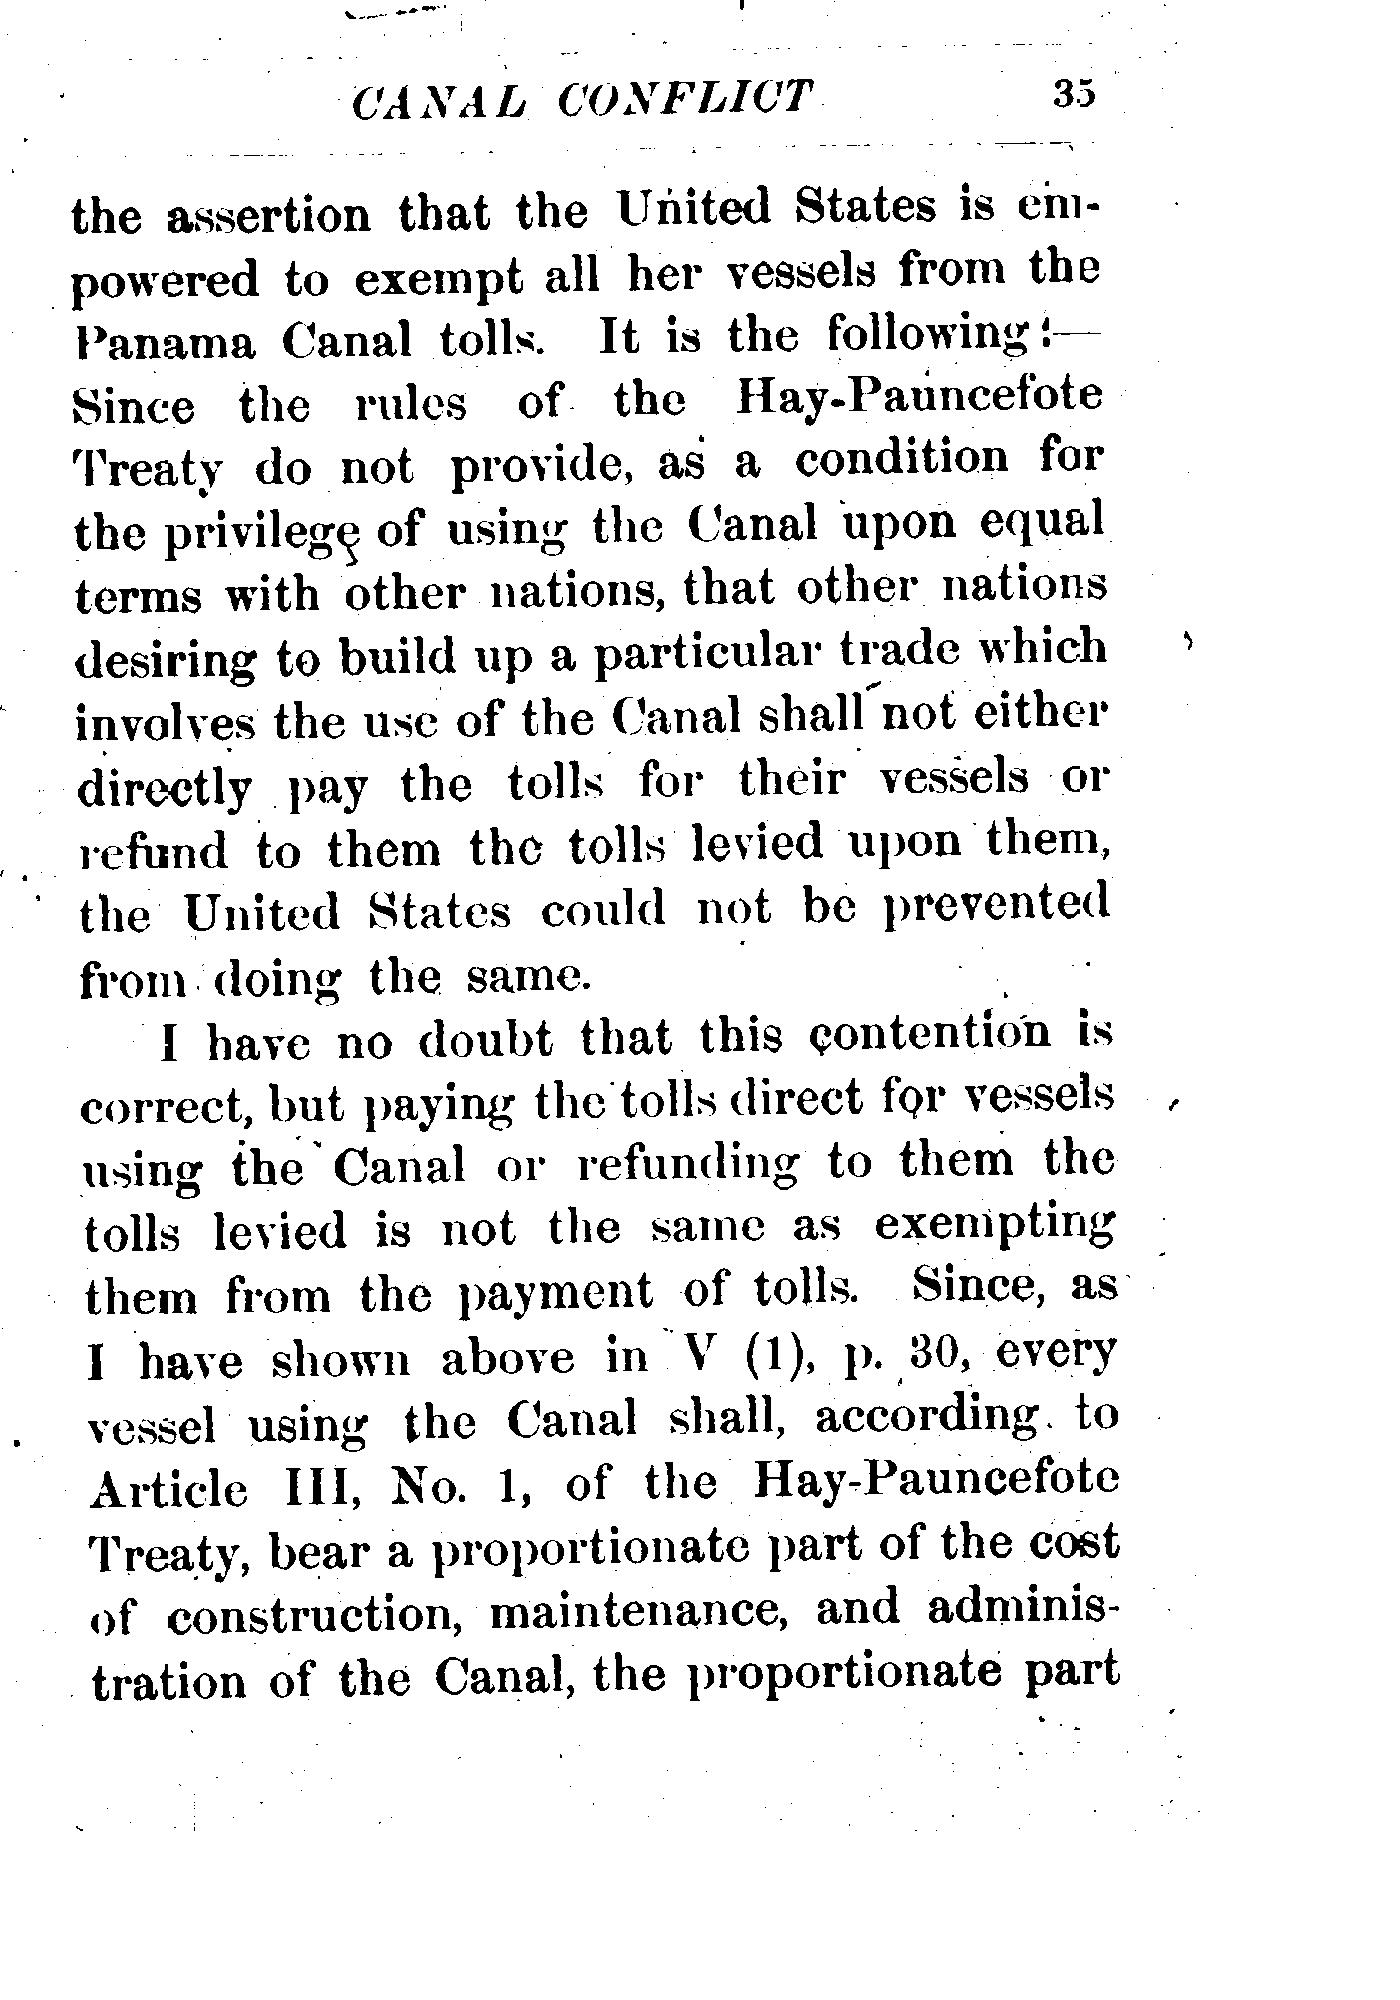 CANAL CONFLICT 35
the assertion that the United States is em-
powered to exempt all her vessels from the
Panama Canal tolls. It is the following:—
Since the rules of the Hay-Pauncefote
Treaty do not provide, as a condition for
the privilege of using the Canal upon equal
terms with other nations, that other nations
desiring to build up a particular trade which
involves the use of the Canal shall not either
directly pay the tolls for their vessels or
refund to them the tolls levied upon them,
the United States could not be prevented
from doing the same.
I have no doubt that this contention is
correct, but paying the tolls direct for vessels
using the Canal or refunding to them the
tolls levied is not the same as exempting
them from the payment of tolls. Since, as
I have shown above in V (1), p. 30, every
vessel using the Canal shall, according to
Article III, No. 1, of the Hay-Pauncefote
Treaty, bear a proportionate part of the cost
of construction, maintenance, and adminis-
tration of the Canal, the proportionate part